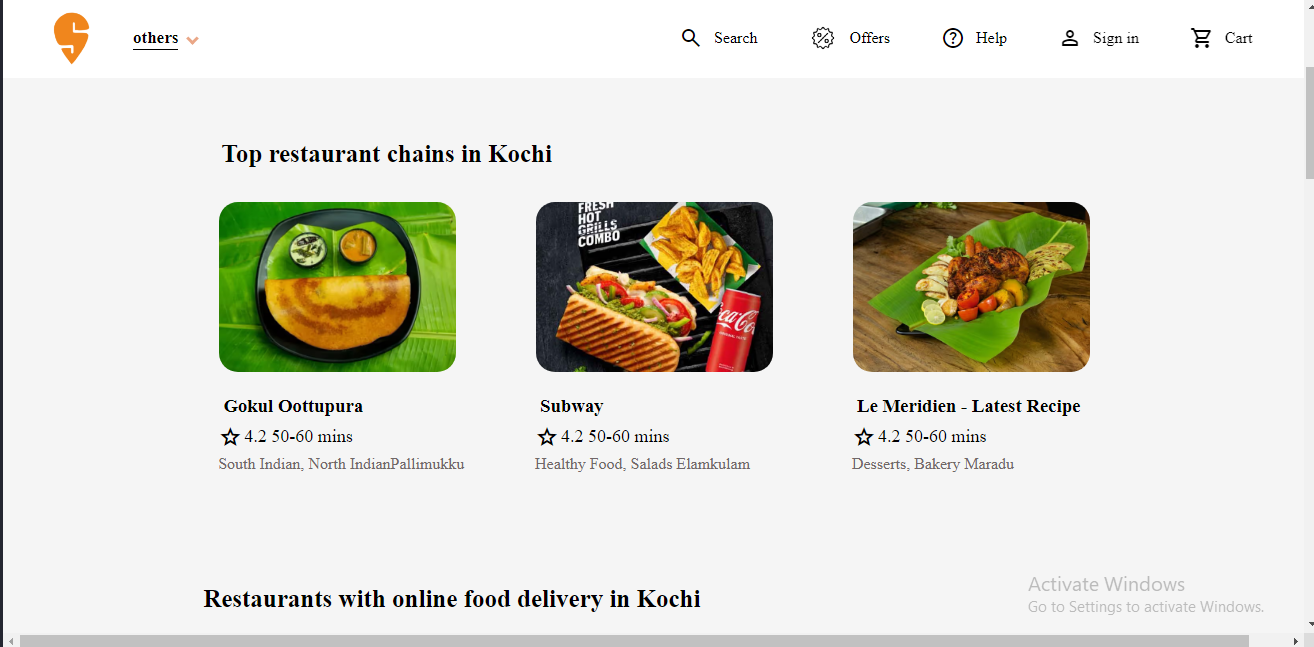 others
Search
Offers
Help
Sign in
Cart
Top restaurant chains in Kochi
FRESH
HOT
GRILLS
COMBO
Coca-Co
Gokul Oottupura
4.2 50-60 mins
South Indian, North IndianPallimukku
Subway
4.2 50-60 mins
Healthy Food, Salads Elamkulam
Le Meridien - Latest Recipe
4.2 50-60 mins
Desserts, Bakery Maradu
Restaurants with online food delivery in Kochi
Activate Windows
Go to Settings to activate Windows.